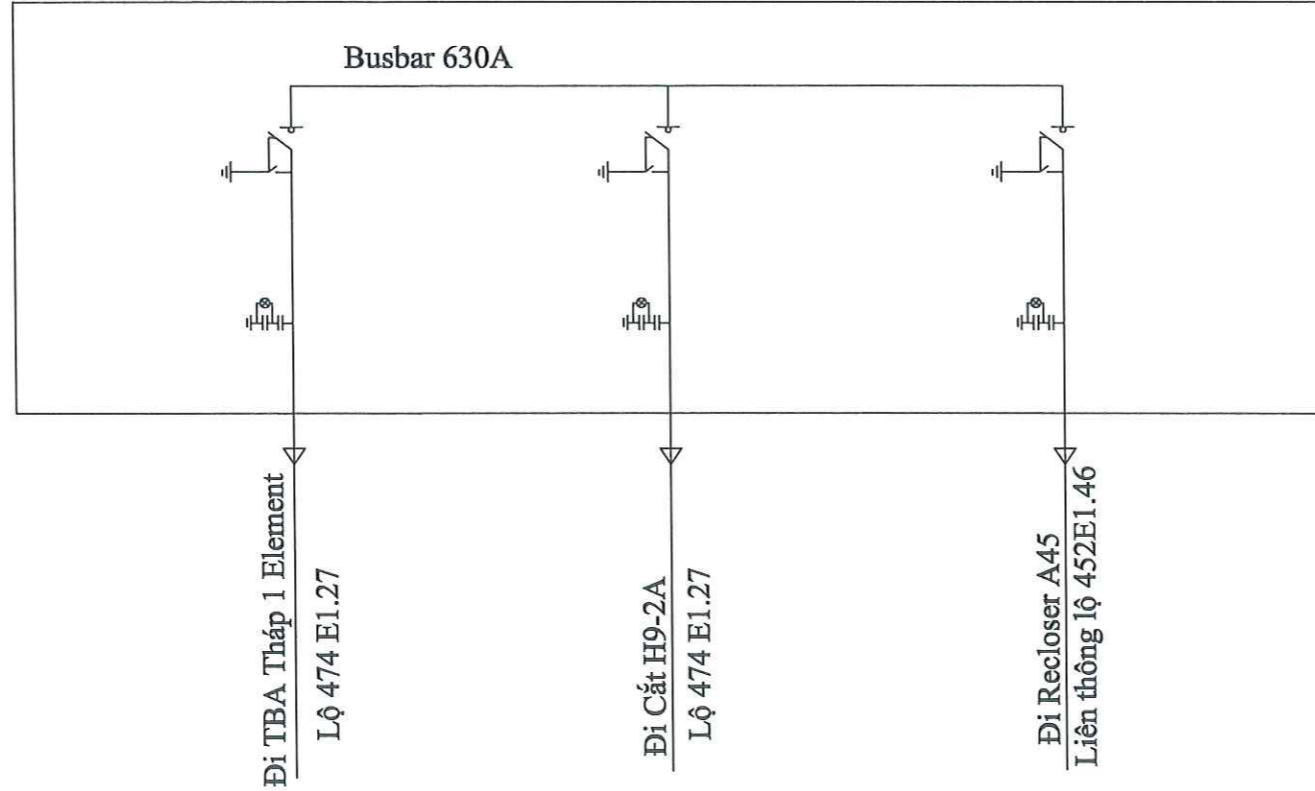 Busbar 630A
Đi TBA Tháp 1 Element
Lộ 474 E1.27
Đi Cắt H9-2A
Lộ 474 E1.27
Đi Recloser A45
Liên thông lộ 452E1.46